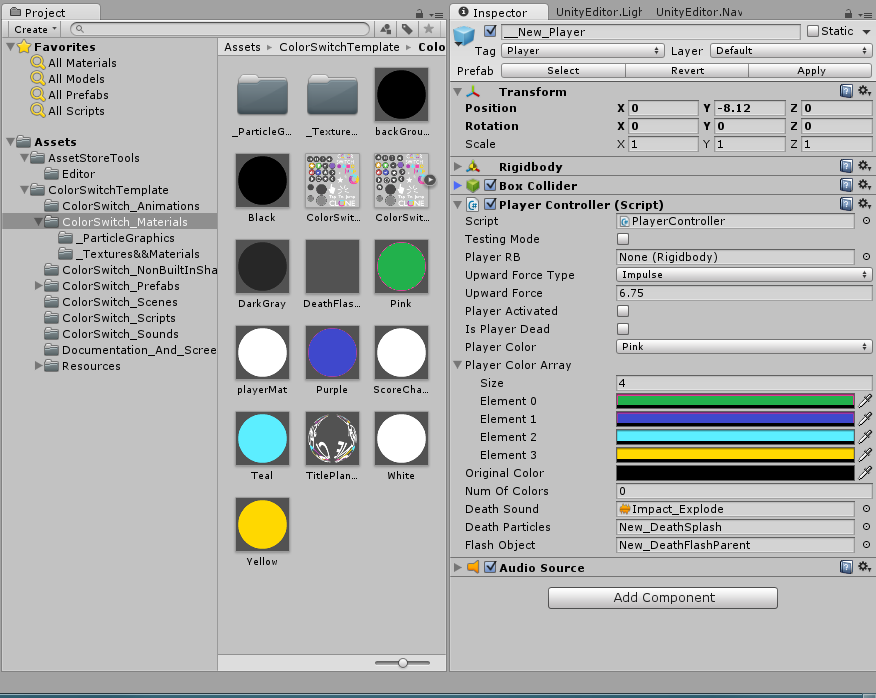 Project
Create
Favorites
All Materials
All Models
All Prefabs
All Scripts
Assets
AssetStoreTools
Editor
ColorSwitchTemplate
ColorSwitch_Animations
ColorSwitch_Materials
_ParticleGraphics
_Textures&&Materials
ColorSwitch_NonBuiltInSha
ColorSwitch_Prefabs
ColorSwitch_Scenes
ColorSwitch_Scripts
ColorSwitch_Sounds
Documentation_And_Scree
Resources
Assets ▸ ColorSwitchTemplate ▸ Colo
_ParticleG... _Texture... backGrou...
Black ColorSwit... ColorSwit...
DarkGray DeathFlas... Pink
playerMat Purple ScoreCha...
Teal TitlePlan... White
Yellow
Inspector UnityEditor.Ligh UnityEditor.Nav
__New_Player Static
Tag Player Layer Default
Prefab Select Revert Apply
Transform
Position X 0 Y -8.12 Z 0
Rotation X 0 Y 0 Z 0
Scale X 1 Y 1 Z 1
Rigidbody
Box Collider
Player Controller (Script)
Script PlayerController
Testing Mode
Player RB None (Rigidbody)
Upward Force Type Impulse
Upward Force 6.75
Player Activated
Is Player Dead
Player Color Pink
Player Color Array
Size 4
Element 0
Element 1
Element 2
Element 3
Original Color
Num Of Colors 0
Death Sound Impact_Explode
Death Particles New_DeathSplash
Flash Object New_DeathFlashParent
Audio Source
Add Component